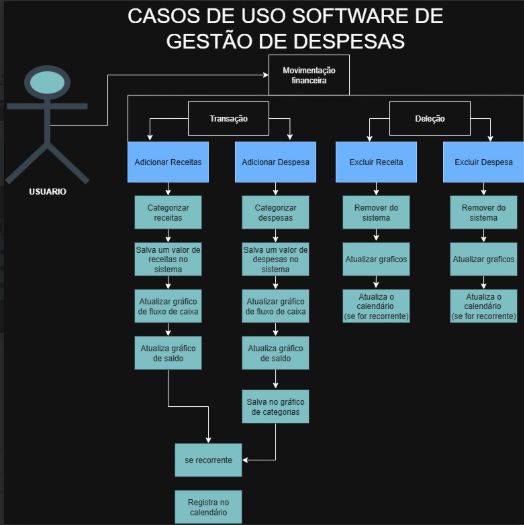 CASOS DE USO SOFTWARE DE
GESTÃO DE DESPESAS
Movimentação
financeira
Transação
Deleção
Adicionar Receitas
Adicionar Despesa
Excluir Receita
Excluir Despesa
USUARIO
Categorizar
receitas
Categorizar
despesas
Remover do
sistema
Remover do
sistema
Salva um valor de
receitas no
sistema
Salva um valor de
despesas no
sistema
Atualizar graficos
Atualizar graficos
Atualizar gráfico
de fluxo de caixa
Atualizar gráfico
de fluxo de caixa
Atualiza o
calendário
(se for recorrente)
Atualiza o
calendário
(se for recorrente)
Atualiza gráfico
de saldo
Atualiza gráfico
de saldo
Salva no gráfico
de categorias
se recorrente
Registra no
calendário